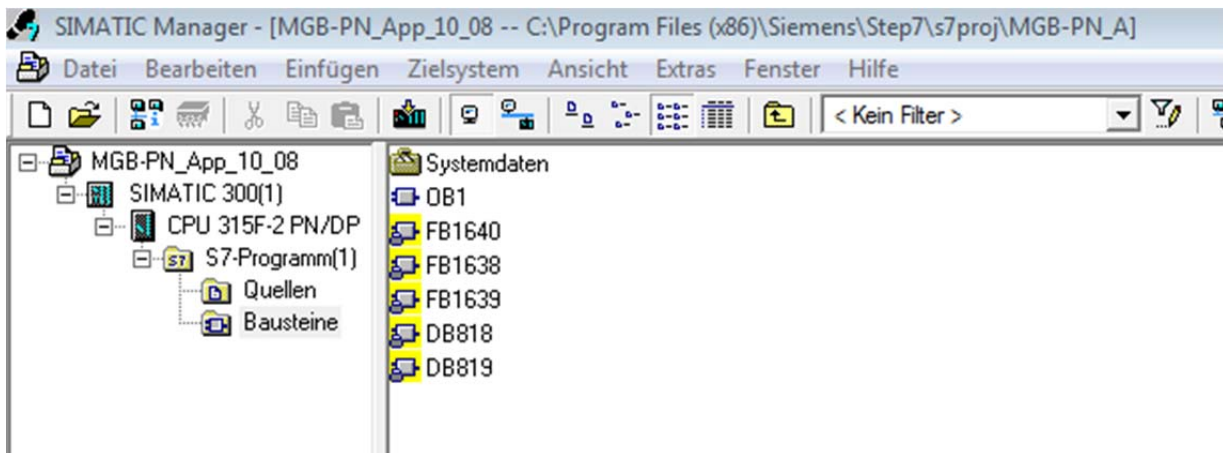 SIMATIC Manager - [MGB-PN_App_10_08 -- C:\Program Files (x86)\Siemens\Step7\s7proj\MGB-PN_A]
Datei Bearbeiten Einfügen Zielsystem Ansicht Extras Fenster Hilfe
< Kein Filter >
MGB-PN_App_10_08
SIMATIC 300(1)
CPU 315F-2 PN/DP
S7-Programm(1)
Quellen
Bausteine
Systemdaten
OB1
FB1640
FB1638
FB1639
DB818
DB819